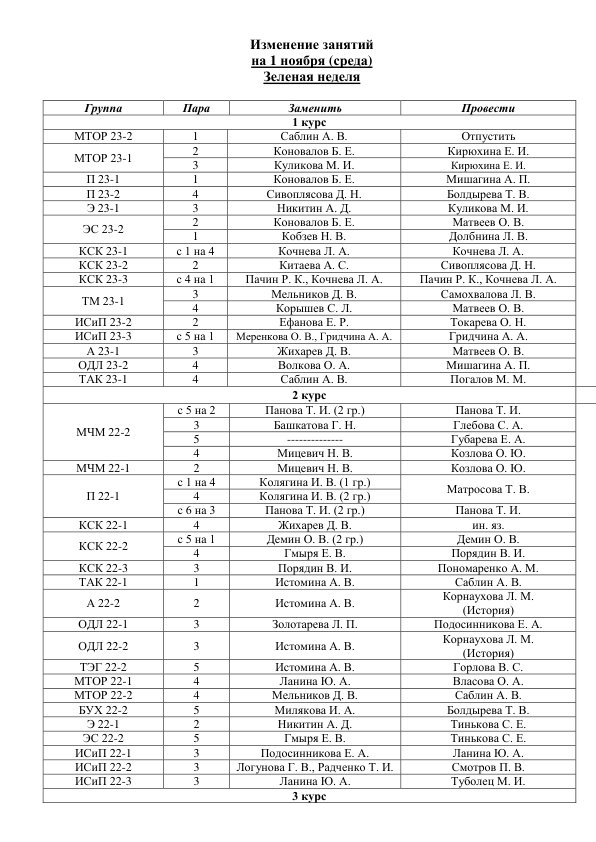 Изменение занятий
на 1 ноября (среда)
Зеленая неделя
Группа Пара Заменить Провести
1 курс
МТОР 23-2 1 Саблин А. В. Отпустить
МТОР 23-1 2 Коновалов Б. Е. Кирюхина Е. И.
3 Куликова М. И. Кирюхина Е. И.
П 23-1 1 Коновалов Б. Е. Мишагина А. П.
П 23-2 4 Сивоплясова Д. Н. Болдырева Т. В.
Э 23-1 3 Никитин А. Д. Куликова М. И.
ЭС 23-2 2 Коновалов Б. Е. Матвеев О. В.
1 Кобзев Н. В. Долбнина Л. В.
КСК 23-1 с 1 на 4 Кочнева Л. А. Кочнева Л. А.
КСК 23-2 2 Китаева А. С. Сивоплясова Д. Н.
КСК 23-3 с 4 на 1 Пачин Р. К., Кочнева Л. А. Пачин Р. К., Кочнева Л. А.
ТМ 23-1 3 Мельников Д. В. Самохвалова Л. В.
4 Корышев С. Л. Матвеев О. В.
ИСиП 23-2 2 Ефанова Е. Р. Токарева О. Н.
ИСиП 23-3 с 5 на 1 Меренкова О. В., Гридчина А. А. Гридчина А. А.
А 23-1 3 Жихарев Д. В. Матвеев О. В.
ОДЛ 23-2 4 Волкова О. А. Мишагина А. П.
ТАК 23-1 4 Саблин А. В. Погалов М. М.
2 курс
МЧМ 22-2 с 5 на 2 Панова Т. И. (2 гр.) Панова Т. И.
3 Башкатова Г. Н. Глебова С. А.
5 -------------- Губарева Е. А.
4 Мицевич Н. В. Козлова О. Ю.
МЧМ 22-1 2 Мицевич Н. В. Козлова О. Ю.
П 22-1 с 1 на 4 Колягина И. В. (1 гр.) Матросова Т. В.
4 Колягина И. В. (2 гр.)
с 6 на 3 Панова Т. И. (2 гр.) Панова Т. И.
КСК 22-1 4 Жихарев Д. В. ин. яз.
КСК 22-2 с 5 на 1 Демин О. В. (2 гр.) Демин О. В.
4 Гмыря Е. В. Порядин В. И.
КСК 22-3 3 Порядин В. И. Пономаренко А. М.
ТАК 22-1 1 Истомина А. В. Саблин А. В.
А 22-2 2 Истомина А. В. Корнаухова Л. М.
(История)
ОДЛ 22-1 3 Золотарева Л. П. Подосинникова Е. А.
ОДЛ 22-2 3 Истомина А. В. Корнаухова Л. М.
(История)
ТЭГ 22-2 5 Истомина А. В. Горлова В. С.
МТОР 22-1 4 Ланина Ю. А. Власова О. А.
МТОР 22-2 4 Мельников Д. В. Саблин А. В.
БУХ 22-2 5 Милякова И. А. Болдырева Т. В.
Э 22-1 2 Никитин А. Д. Тинькова С. Е.
ЭС 22-2 5 Гмыря Е. В. Тинькова С. Е.
ИСиП 22-1 3 Подосинникова Е. А. Ланина Ю. А.
ИСиП 22-2 3 Логунова Г. В., Радченко Т. И. Смотров П. В.
ИСиП 22-3 3 Ланина Ю. А. Туболец М. И.
3 курс